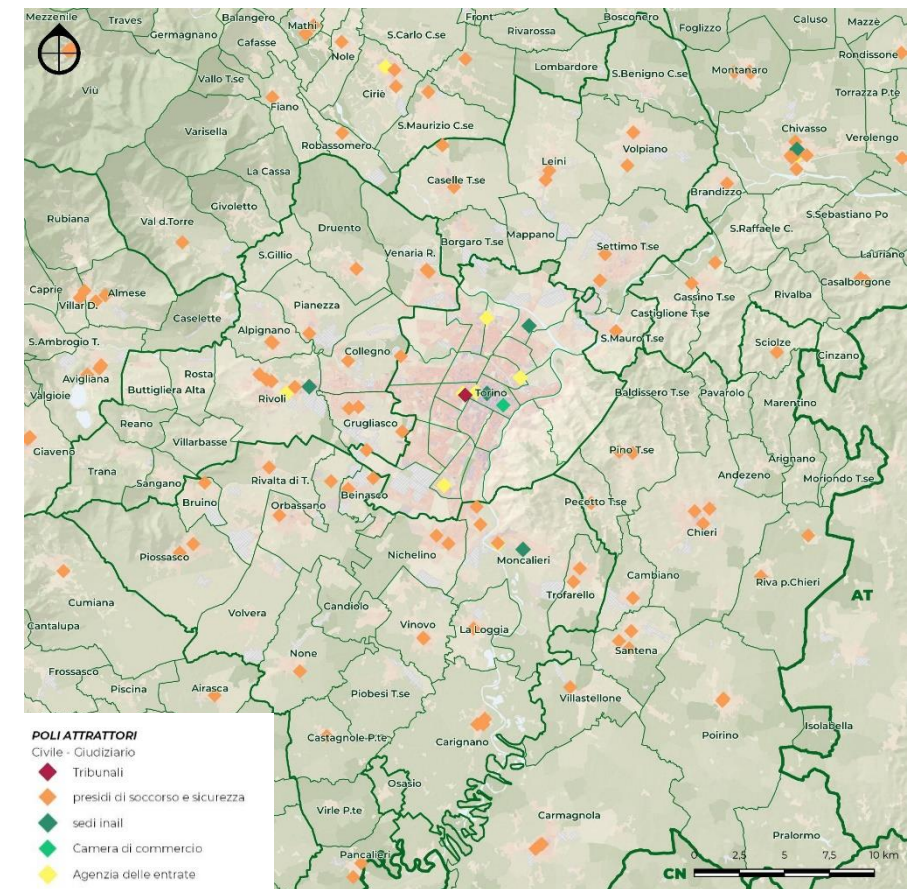 Mezzenile
Traves
Germagnano
Balangero
Mathi
Cafasse
Nole
S.Carlo C.se
Front
Rivarossa
Bosconero
Foglizzo
Caluso
Mazzè
Lombardore
S.Benigno C.se
Montanaro
Rondissone
Viù
Vallo T.se
Fiano
Ciriè
Torrazza P.te
Varisella
Robassomero
S.Maurizio C.se
Leinì
Volpiano
Chivasso
Verolengo
La Cassa
Caselle T.se
Brandizzo
Rubiana
Val d.Torre
Givoletto
Druento
S.Gillio
Venaria R.
Borgaro T.se
Mappano
Settimo T.se
S.Raffaele C.
S.Sebastiano Po
Lauriano
Casalborgone
Caprie
Villar D.
Almese
Caselette
Pianezza
Gassino T.se
Castiglione T.se
Rivalba
S.Ambrogio T.
Alpignano
Collegno
S.Mauro T.se
Sciolze
Cinzano
Avigliana
Valgioie
Buttigliera Alta
Rosta
Rivoli
Torino
Baldissero T.se
Pavarolo
Marentino
Reano
Villarbasse
Grugliasco
Giaveno
Trana
Sangano
Bruino
Rivalta di T.
Orbassano
Beinasco
Pino T.se
Andezeno
Arignano
Moriondo T.se
Pecetto T.se
Chieri
Piossasco
Nichelino
Moncalieri
Trofarello
Cambiano
Riva p.Chieri
AT
Cumiana
Cantalupa
Volvera
Candiolo
Vinovo
La Loggia
Santena
Frossasco
Piscina
Airasca
None
Piobesi T.se
Villastellone
Castagnole P.te
Carignano
Poirino
Isolabella
Osasio
Virle P.te
Pancalieri
Carmagnola
Pralormo
CN
0 2,5 5 7,5 10 km
POLI ATTRATTORI
Civile - Giudiziario
Tribunali
presidi di soccorso e sicurezza
sedi inail
Camera di commercio
Agenzia delle entrate